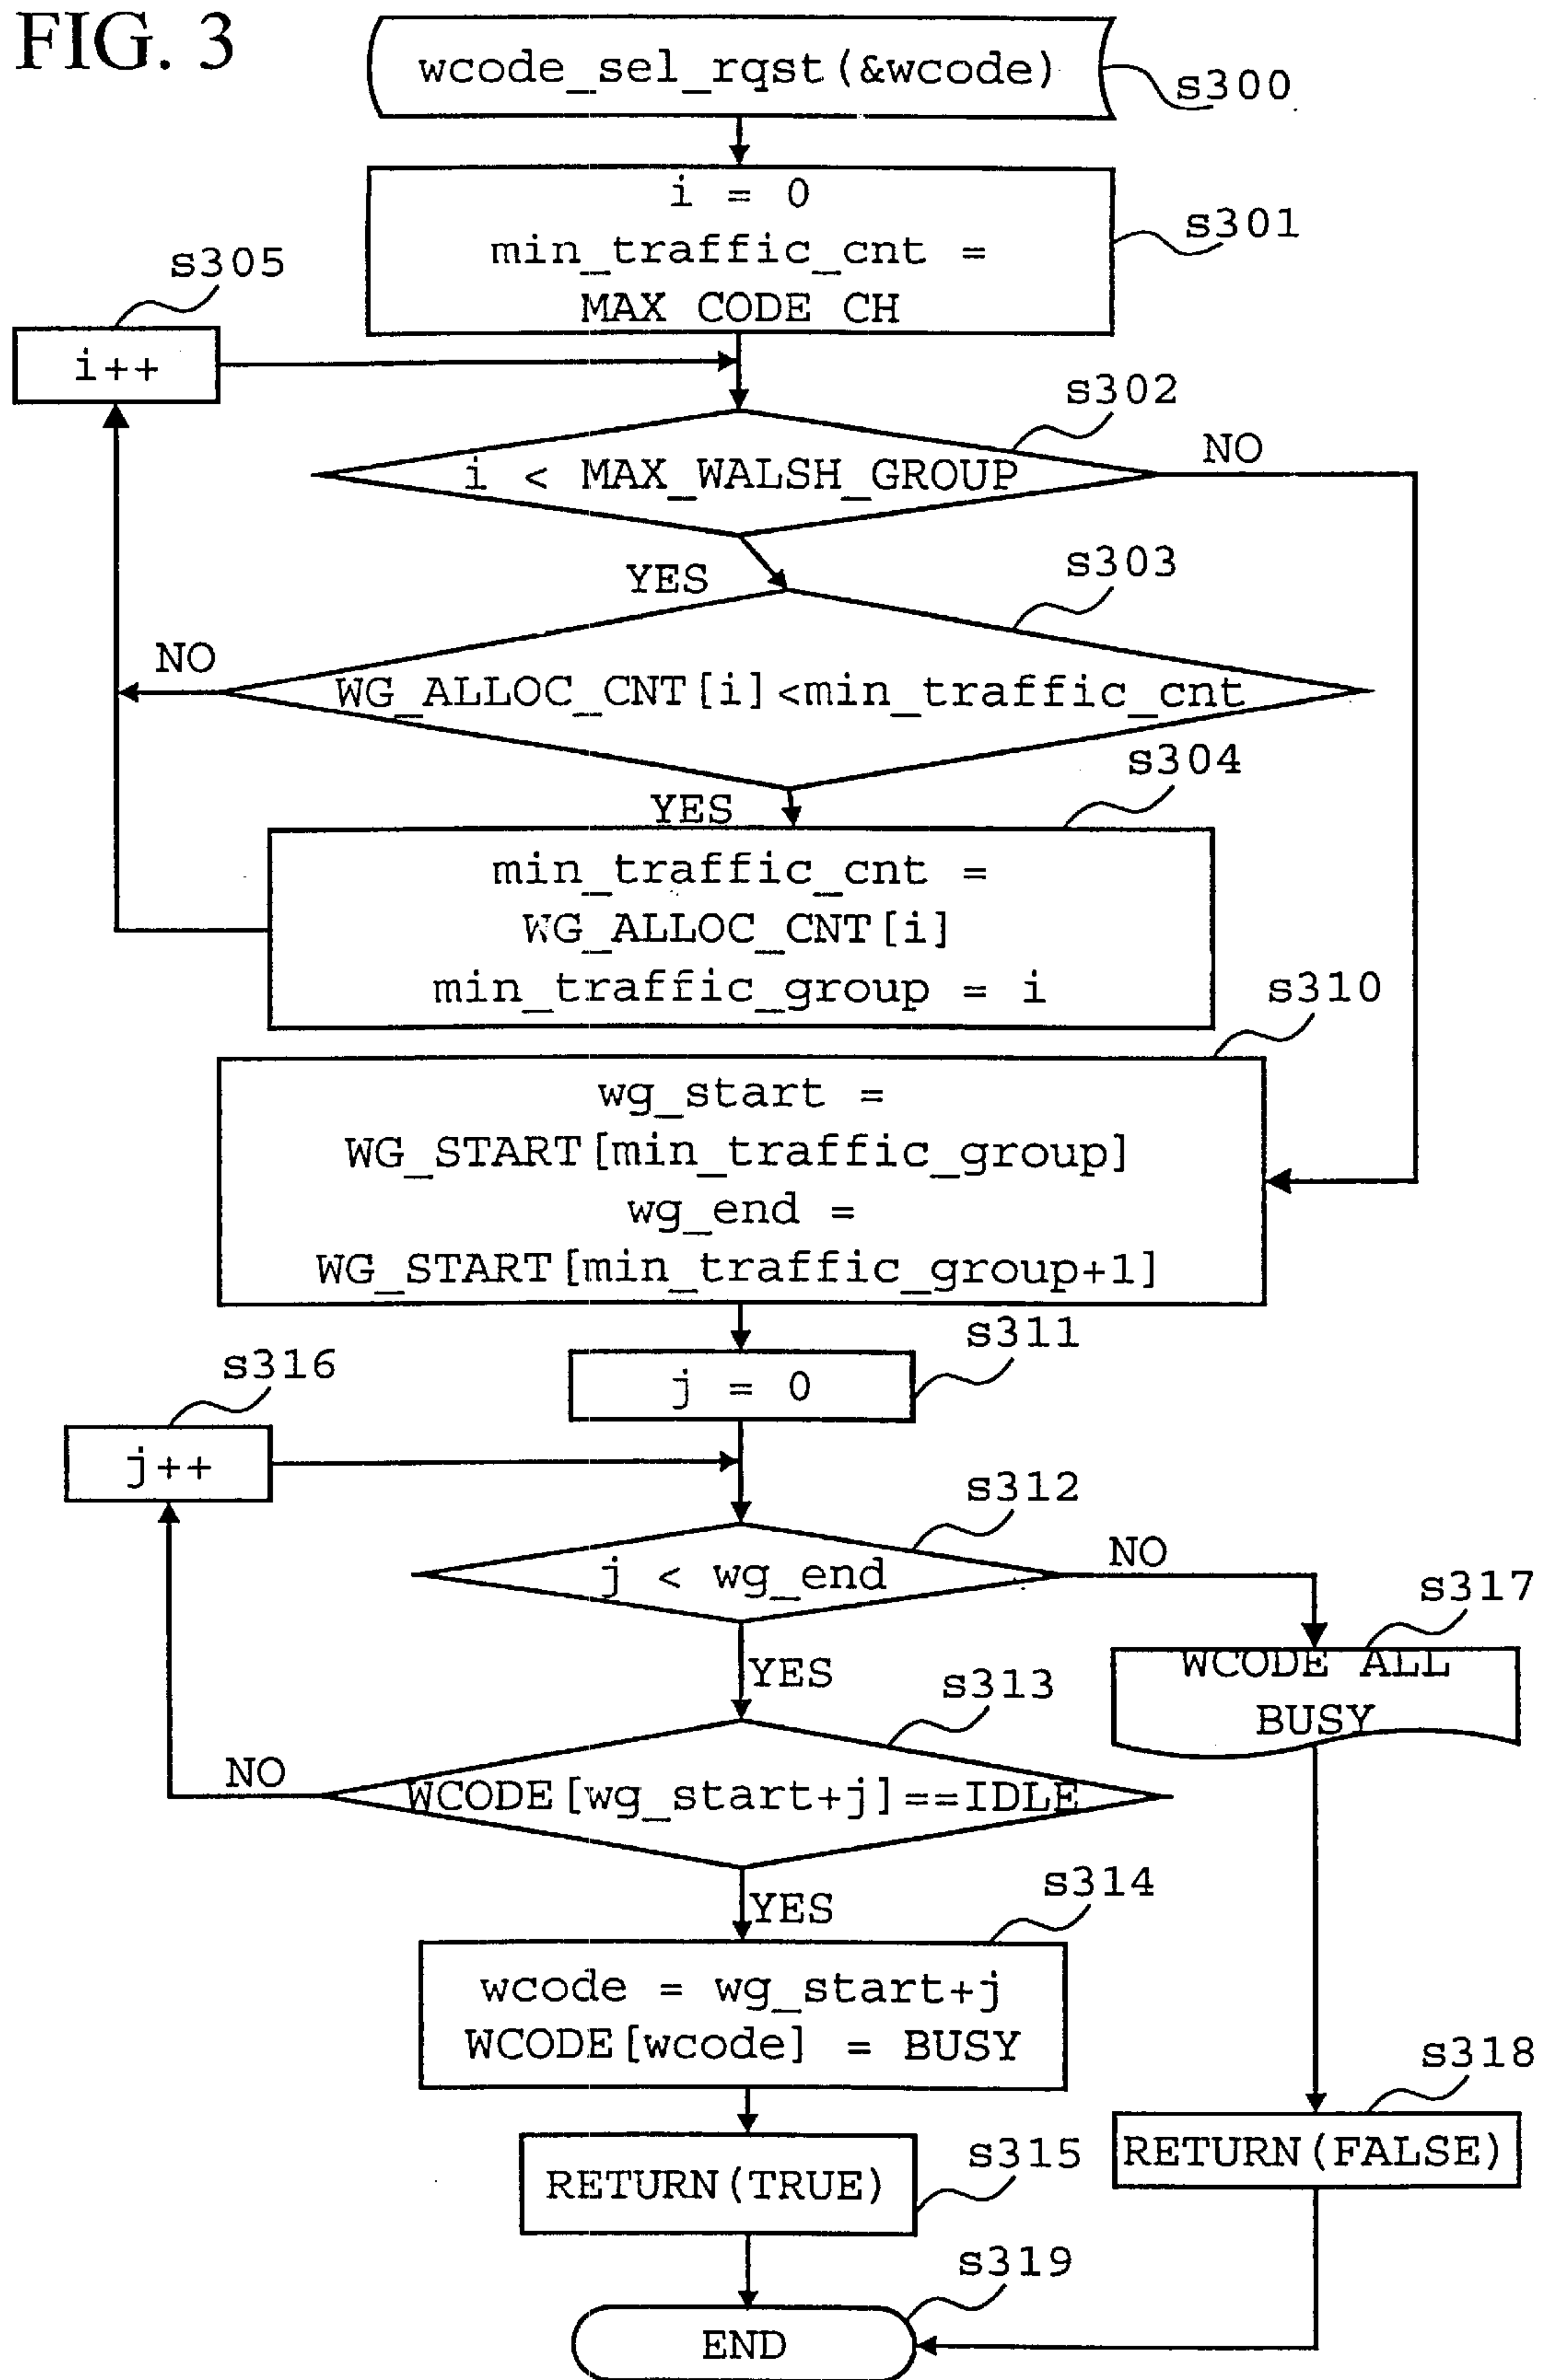 FIG. 3
wcode_sel_rqst(&wcode)
s300
i = 0
min_traffic_cnt =
MAX CODE CH
s301
s305
i++
s302
i < MAX_WALSH_GROUP
NO
YES
s303
WG_ALLOC_CNT[i]<min_traffic_cnt
NO
YES
s304
min_traffic_cnt =
WG_ALLOC_CNT[i]
min_traffic_group = i
s310
wg_start =
WG_START[min_traffic_group]
wg_end =
WG_START[min_traffic_group+1]
s311
j = 0
s316
j++
s312
j < wg_end
NO
YES
s317
WCODE ALL
BUSY
s313
WCODE[wg_start+j]==IDLE
NO
YES
s314
wcode = wg_start+j
WCODE[wcode] = BUSY
s318
RETURN(FALSE)
s315
RETURN(TRUE)
s319
END